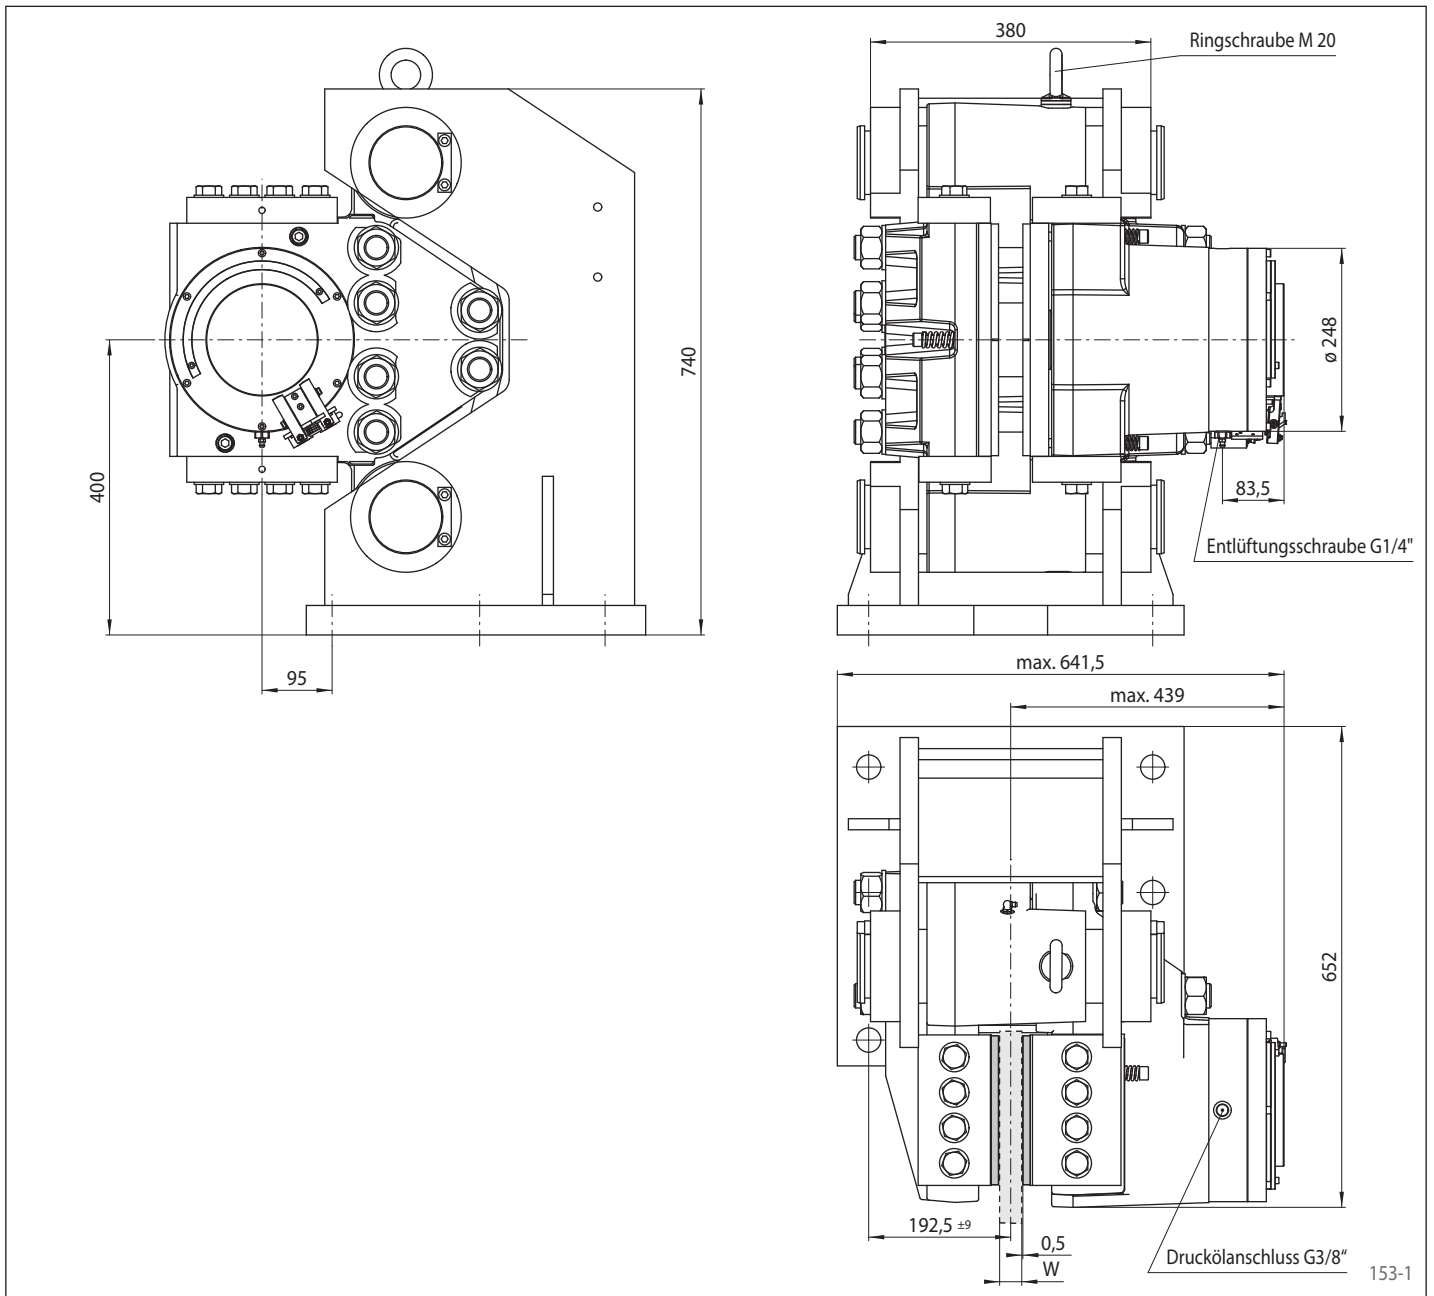 380
Ringschraube M 20
740
400
ø 248
83,5
Entlüftungsschraube G1/4"
95
max. 641,5
max. 439
652
192,5 ±9
0,5
W
Druckölanschluss G3/8“
153-1